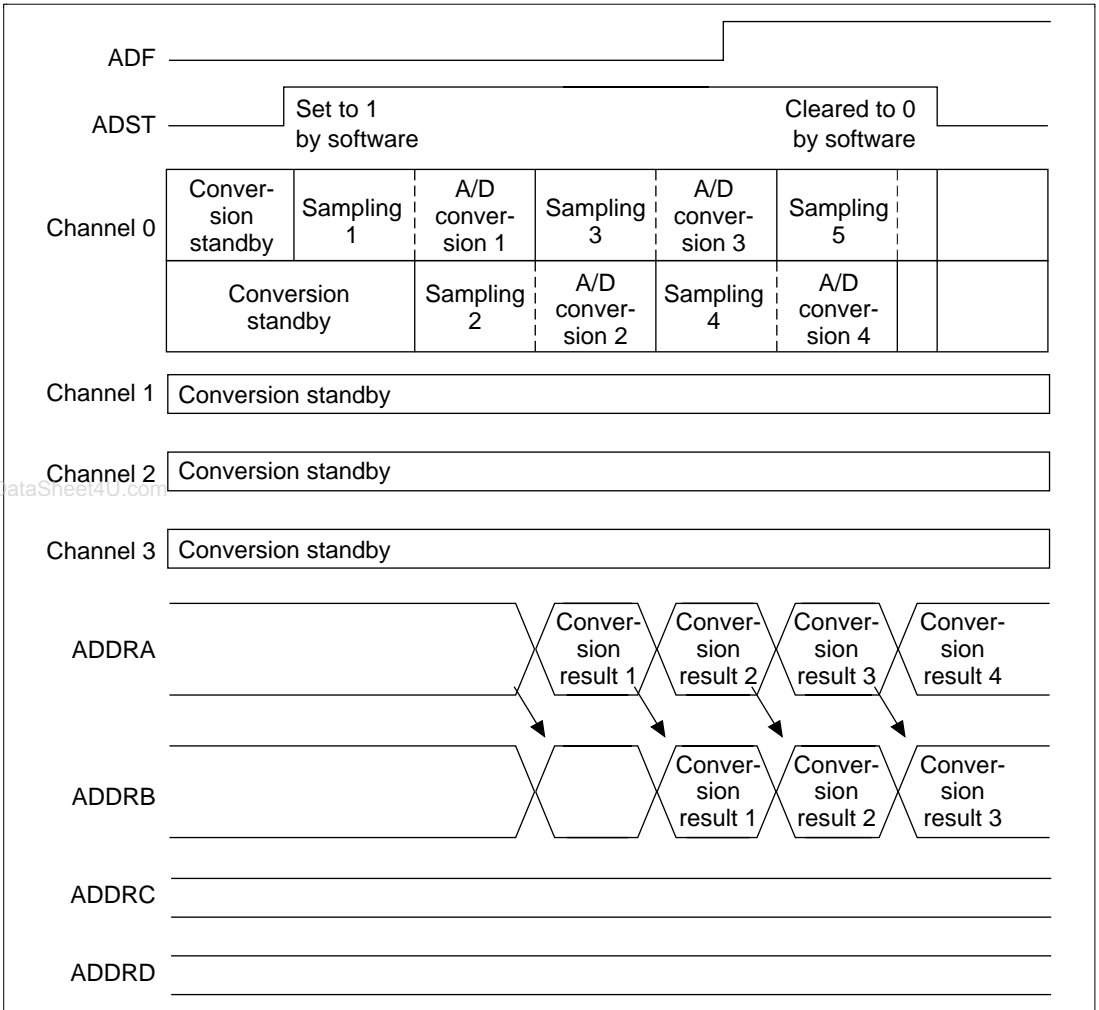 ADF
ADST
Set to 1
by software
Cleared to 0
by software
Channel 0
Conver-
sion
standby
Sampling
1
A/D
conver-
sion 1
Sampling
3
A/D
conver-
sion 3
Sampling
5
Conversion
standby
Sampling
2
A/D
conver-
sion 2
Sampling
4
A/D
conver-
sion 4
Channel 1
Conversion standby
Channel 2
Conversion standby
DataSheet4U.com
Channel 3
Conversion standby
ADDRA
Conver-
sion
result 1
Conver-
sion
result 2
Conver-
sion
result 3
Conver-
sion
result 4
ADDRB
Conver-
sion
result 1
Conver-
sion
result 2
Conver-
sion
result 3
ADDRC
ADDRD